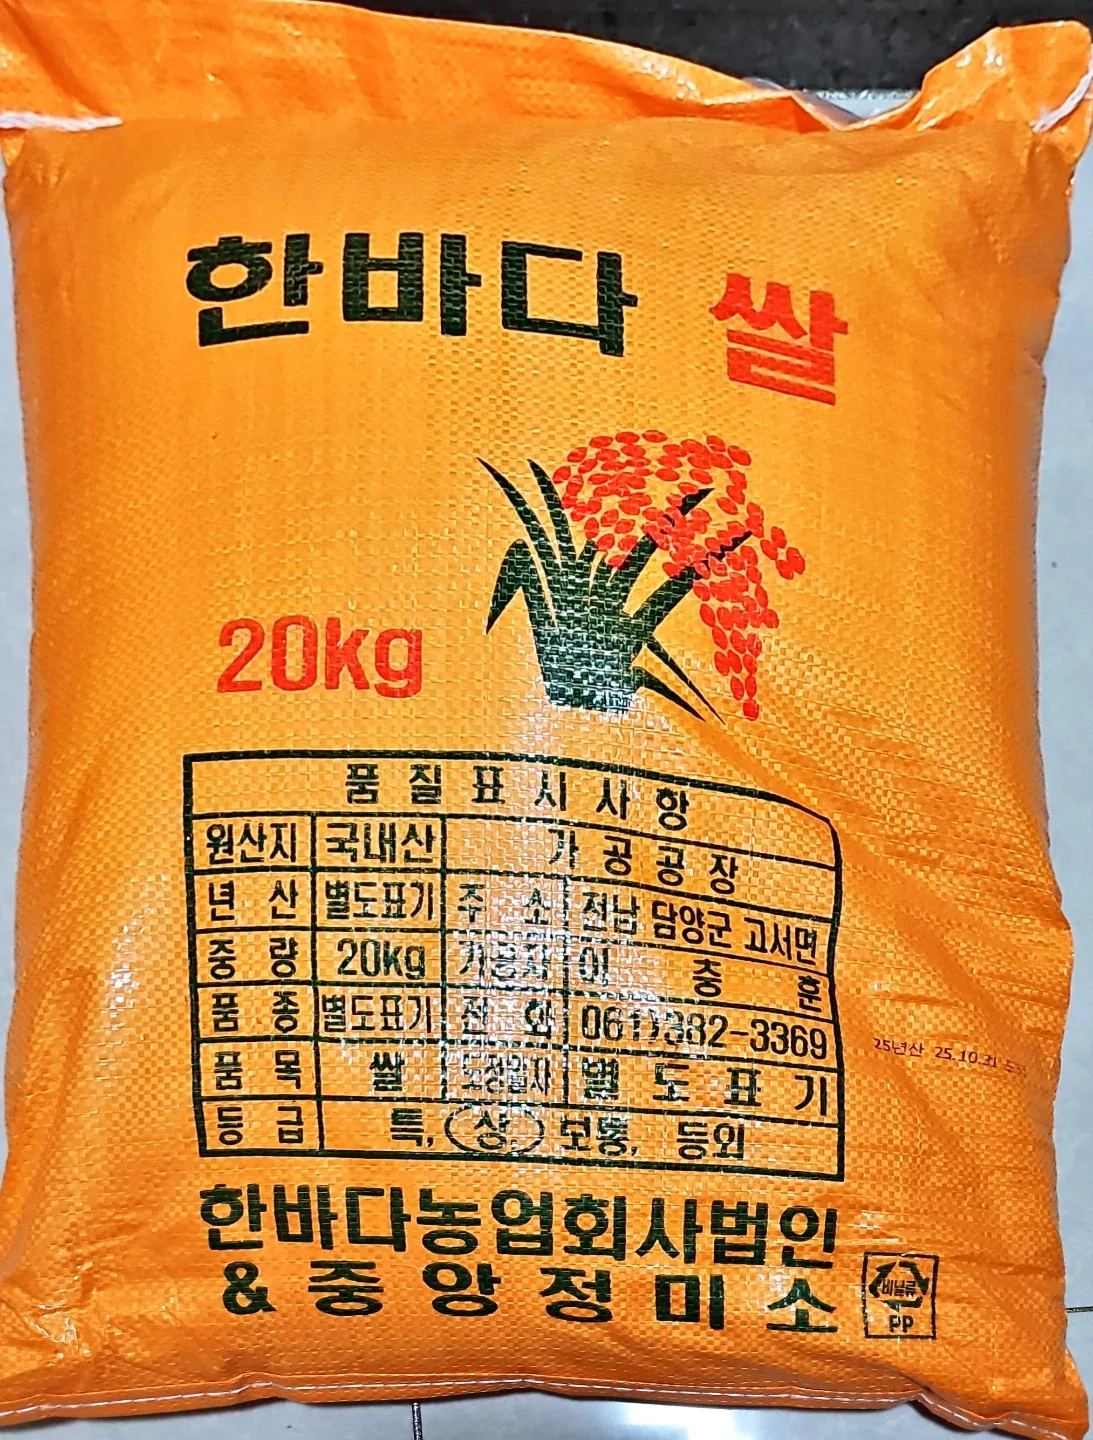 한바다 쌀
20kg
품질표시사항
원산지 국내산 가공공장
년산 별도표기 주소 전남 담양군 고서면
중량 20kg 가공자 이충훈
품종 별도표기 전화 061)382-3369
품목 쌀 도정일자 별도표기
등급 특, 상, 보통, 등외
25년산 25.10.31
한바다농업회사법인
& 중앙정미소
비닐류
PP